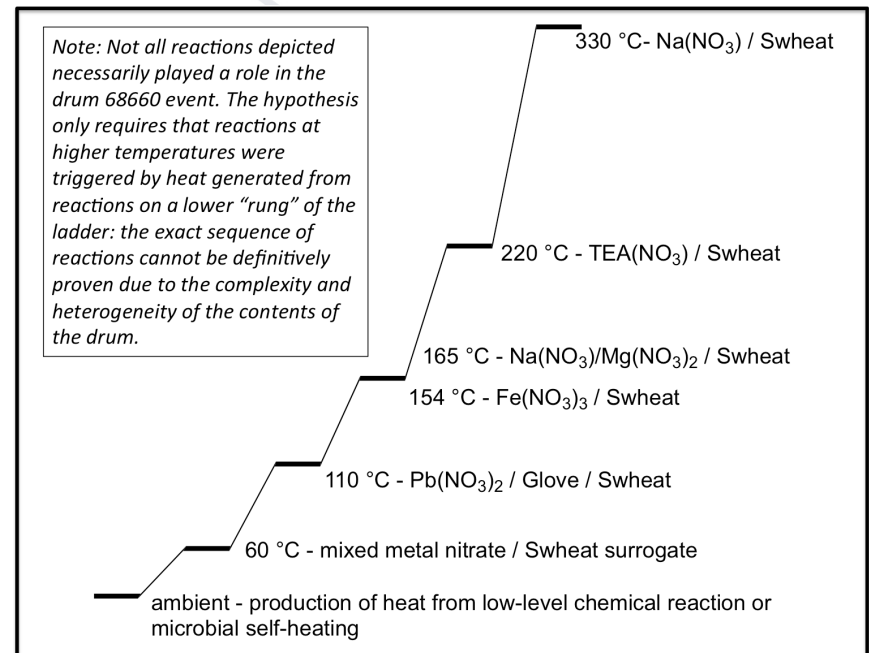 Note: Not all reactions depicted
necessarily played a role in the
drum 68660 event. The hypothesis
only requires that reactions at
higher temperatures were
triggered by heat generated from
reactions on a lower “rung” of the
ladder: the exact sequence of
reactions cannot be definitively
proven due to the complexity and
heterogeneity of the contents of
the drum.
330 °C- Na(NO₃) / Swheat
220 °C - TEA(NO₃) / Swheat
165 °C - Na(NO₃)/Mg(NO₃)₂ / Swheat
154 °C - Fe(NO₃)₃ / Swheat
110 °C - Pb(NO₃)₂ / Glove / Swheat
60 °C - mixed metal nitrate / Swheat surrogate
ambient - production of heat from low-level chemical reaction or
microbial self-heating